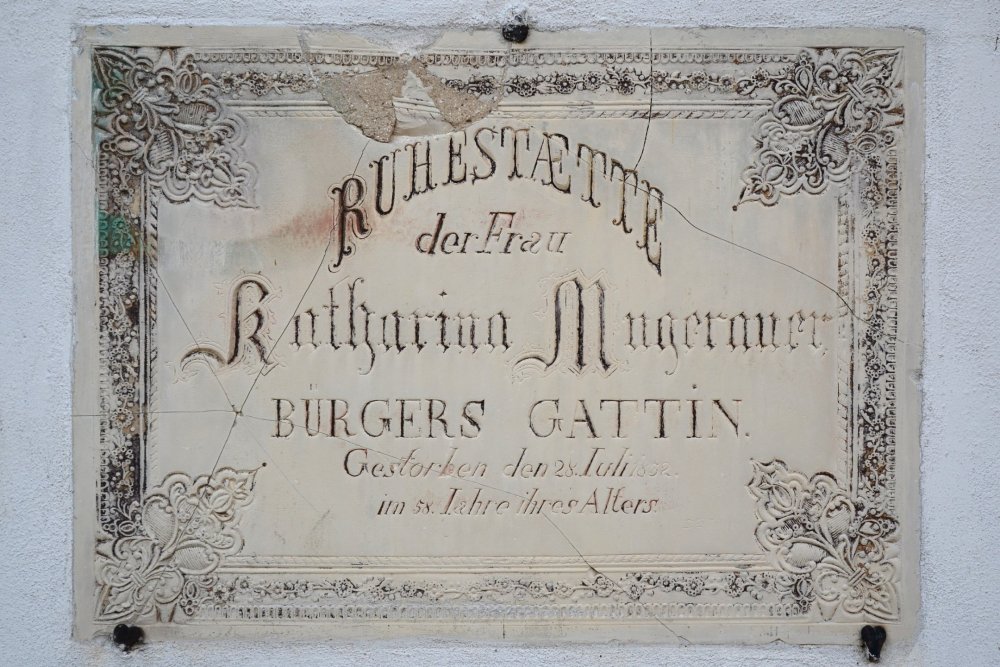 RUHESTÆTTE
der Frau
Katharina Mugerauer,
BÜRGERS GATTIN.
Gestorben den 28. Juli
im 58. Jahre ihres Alters.